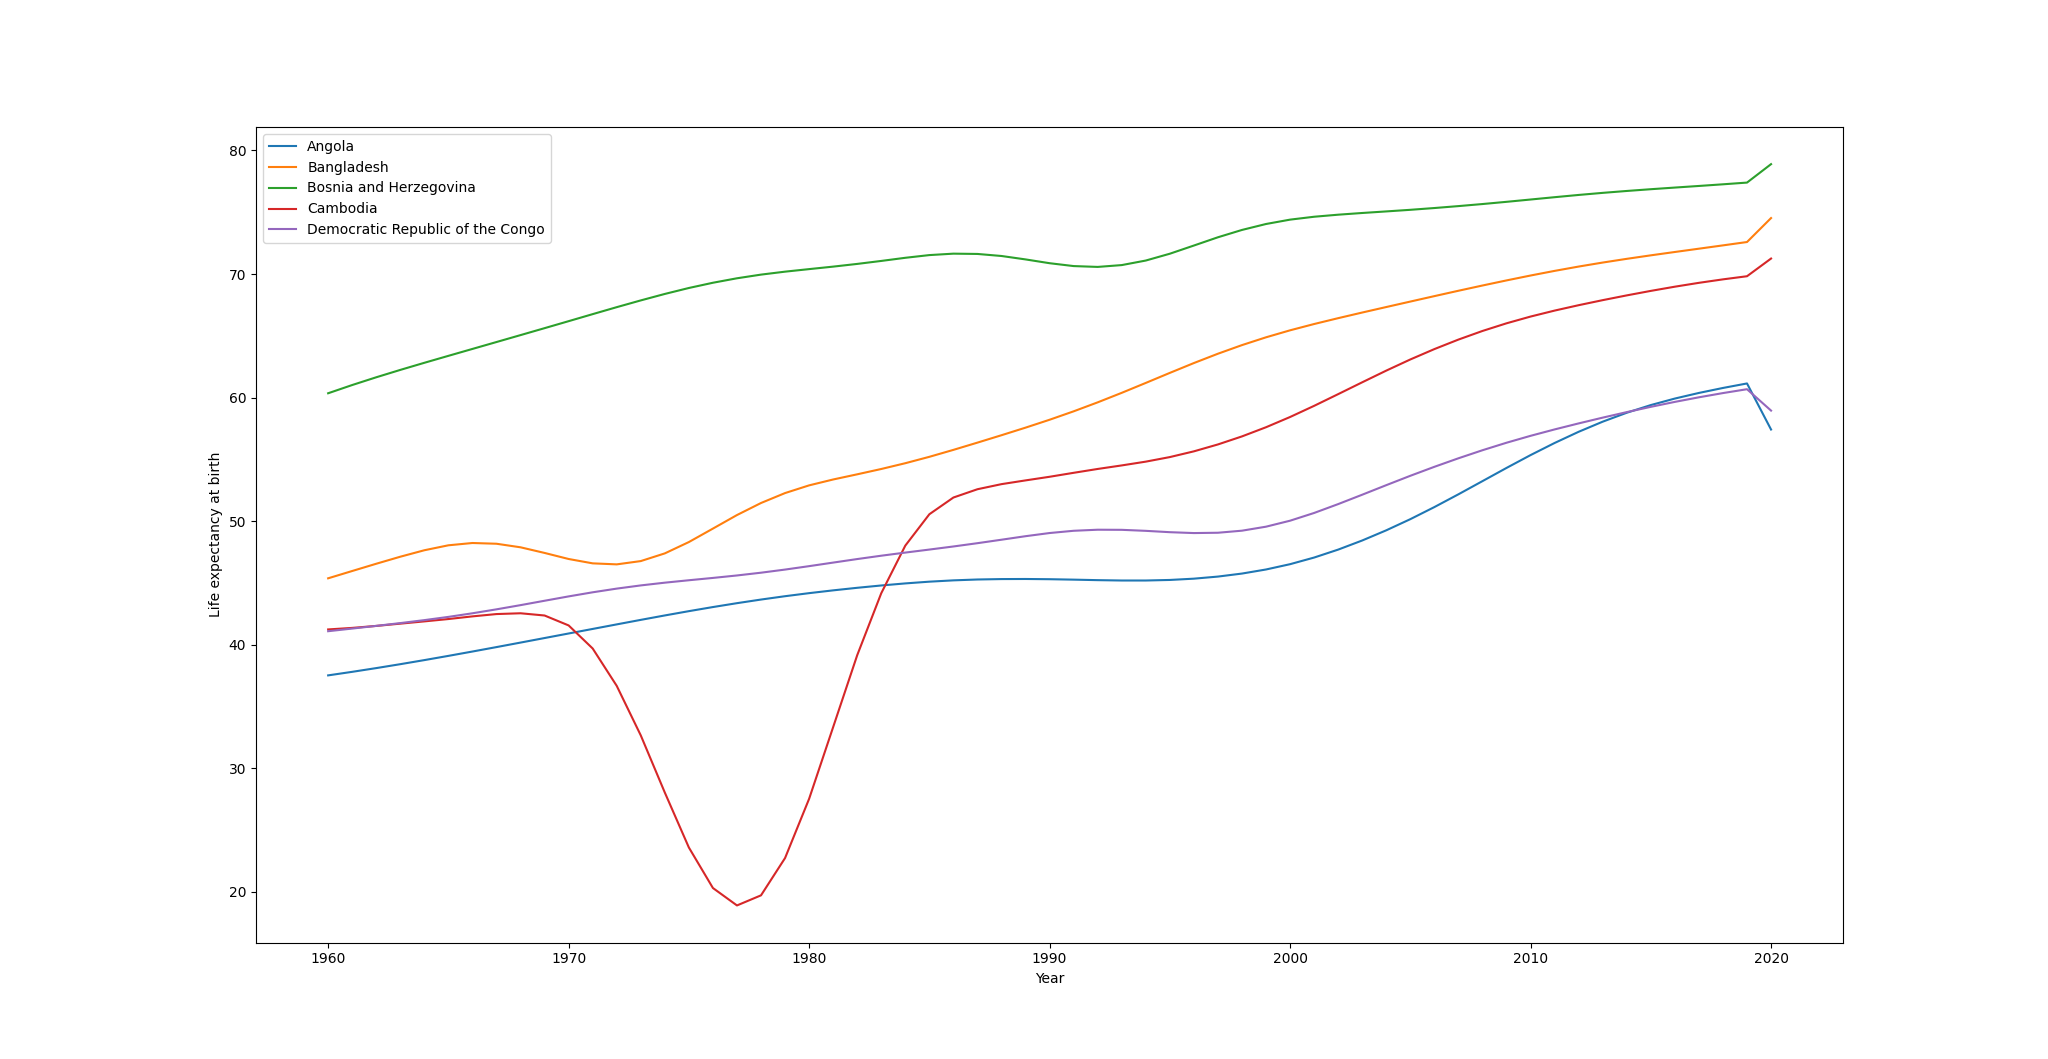 Angola
Bangladesh
Bosnia and Herzegovina
Cambodia
Democratic Republic of the Congo
80
70
60
50
40
30
20
Life expectancy at birth
1960 1970 1980 1990 2000 2010 2020
Year